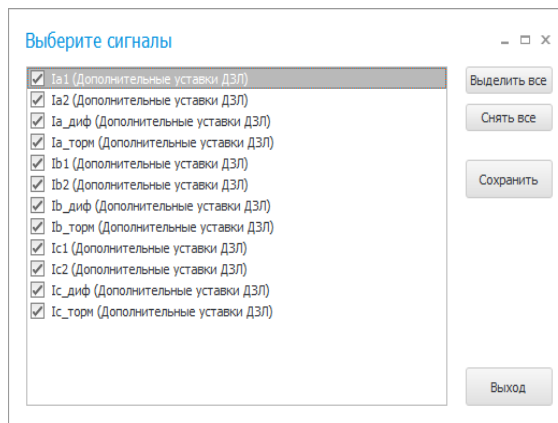 Выберите сигналы
Ia1 (Дополнительные уставки ДЗЛ)
Ia2 (Дополнительные уставки ДЗЛ)
Ia_диф (Дополнительные уставки ДЗЛ)
Ia_торм (Дополнительные уставки ДЗЛ)
Ib1 (Дополнительные уставки ДЗЛ)
Ib2 (Дополнительные уставки ДЗЛ)
Ib_диф (Дополнительные уставки ДЗЛ)
Ib_торм (Дополнительные уставки ДЗЛ)
Ic1 (Дополнительные уставки ДЗЛ)
Ic2 (Дополнительные уставки ДЗЛ)
Ic_диф (Дополнительные уставки ДЗЛ)
Ic_торм (Дополнительные уставки ДЗЛ)
Выделить все
Снять все
Сохранить
Выход